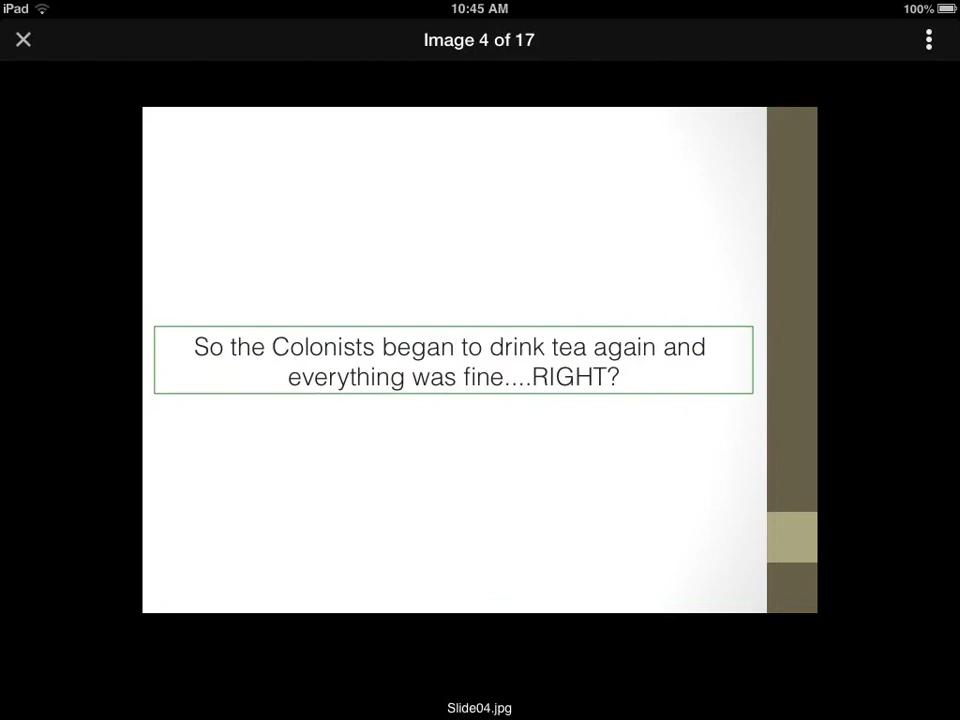 iPad 10:45 AM 100%
Image 4 of 17
So the Colonists began to drink tea again and
everything was fine....RIGHT?
Slide04.jpg